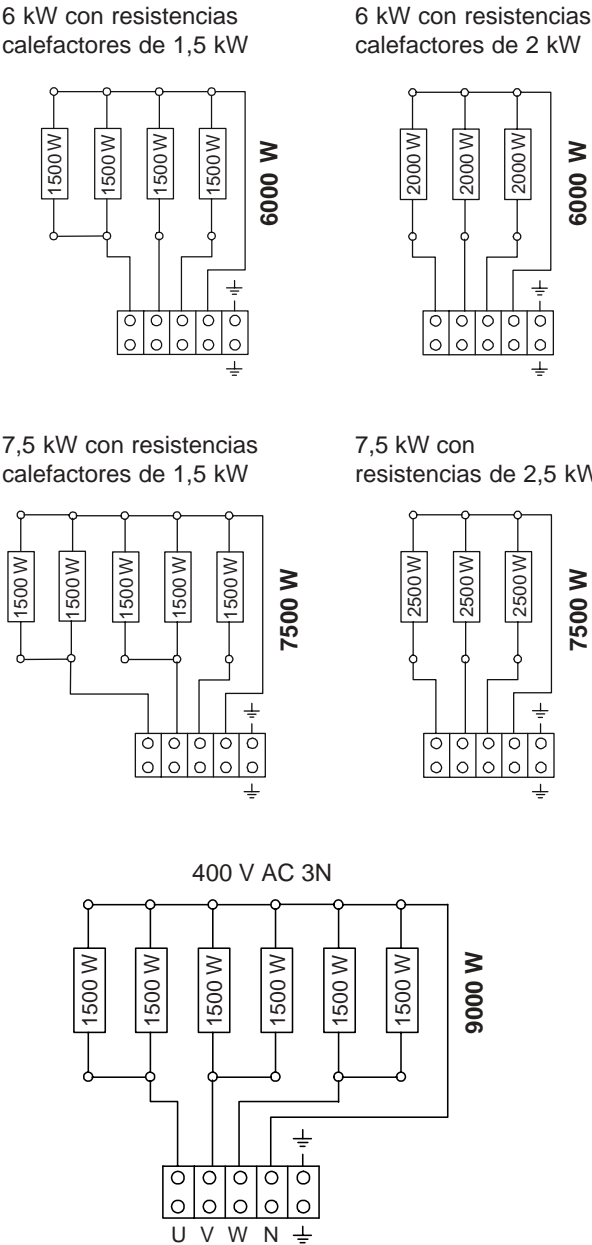 6 kW con resistencias
calefactores de 1,5 kW
1500 W
1500 W
1500 W
1500 W
6000 W
6 kW con resistencias
calefactores de 2 kW
2000 W
2000 W
2000 W
6000 W
7,5 kW con resistencias
calefactores de 1,5 kW
1500 W
1500 W
1500 W
1500 W
1500 W
7500 W
7,5 kW con
resistencias de 2,5 kW
2500 W
2500 W
2500 W
7500 W
400 V AC 3N
1500 W
1500 W
1500 W
1500 W
1500 W
1500 W
9000 W
U V W N